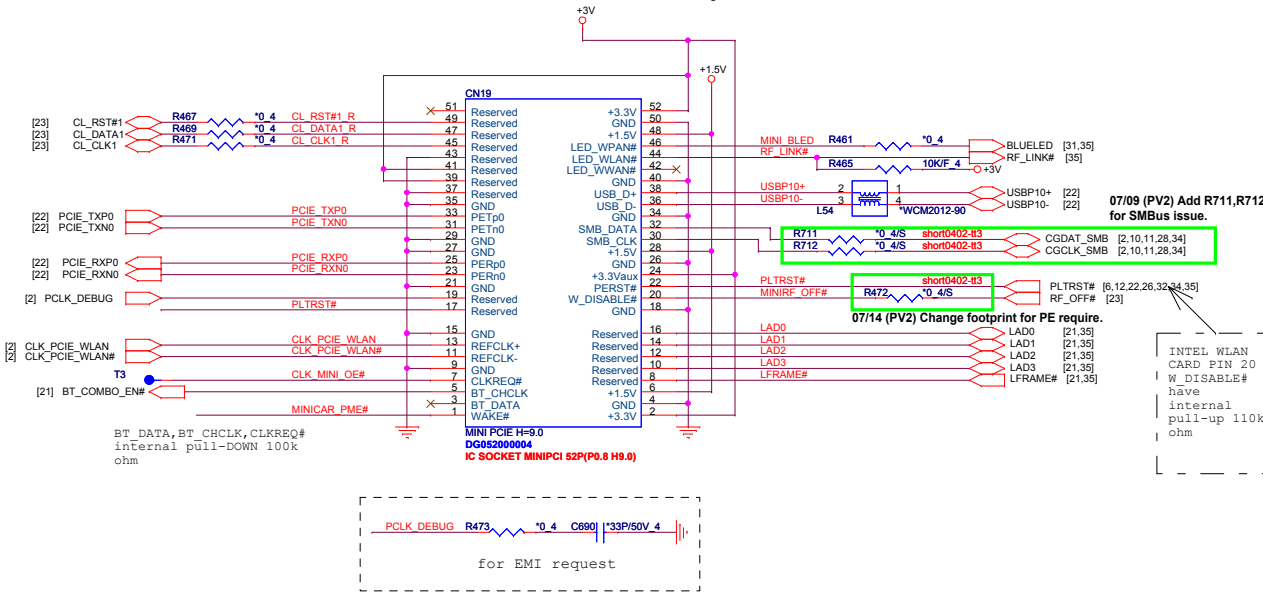 +3V
+1.5V
CN19
[23] CL_RST#1 R467 *0_4 CL_RST#1_R
[23] CL_DATA1 R469 *0_4 CL_DATA1_R
[23] CL_CLK1 R471 *0_4 CL_CLK1_R
[22] PCIE_TXP0 PCIE_TXP0
[22] PCIE_TXN0 PCIE_TXN0
[22] PCIE_RXP0 PCIE_RXP0
[22] PCIE_RXN0 PCIE_RXN0
[2] PCLK_DEBUG
PLTRST#
[2] CLK_PCIE_WLAN CLK_PCIE_WLAN
[2] CLK_PCIE_WLAN# CLK_PCIE_WLAN#
T3 CLK_MINI_OE#
[21] BT_COMBO_EN#
MINICAR_PME#
BT_DATA,BT_CHCLK,CLKREQ#
internal pull-DOWN 100k
ohm
51 Reserved +3.3V 52
49 Reserved GND 50
47 Reserved +1.5V 48
45 Reserved LED_WPAN# 46
43 Reserved LED_WLAN# 44
41 Reserved LED_WWAN# 42
39 Reserved GND 40
37 Reserved USB_D+ 38
35 GND USB_D- 36
33 PETp0 GND 34
31 PETn0 SMB_DATA 32
29 GND SMB_CLK 30
27 GND +1.5V 28
25 PERp0 GND 26
23 PERn0 +3.3Vaux 24
21 GND PERST# 22
19 Reserved W_DISABLE# 20
17 Reserved GND 18
15 GND Reserved 16
13 REFCLK+ Reserved 14
11 REFCLK- Reserved 12
9 GND Reserved 10
7 CLKREQ# Reserved 8
5 BT_CHCLK +1.5V 6
3 BT_DATA GND 4
1 WAKE# +3.3V 2
MINI PCIE H=9.0
DG052000004
IC SOCKET MINIPCI 52P(P0.8 H9.0)
MINI_BLED R461 *0_4 BLUELED [31,35]
RF_LINK# RF_LINK# [35]
R465 10K/F_4 +3V
USBP10+ 2 1 USBP10+ [22]
USBP10- 3 4 USBP10- [22]
L54 *WCM2012-90
07/09 (PV2) Add R711,R712
for SMBus issue.
R711 *0_4/S short0402-tt3 CGDAT_SMB [2,10,11,28,34]
R712 *0_4/S short0402-tt3 CGCLK_SMB [2,10,11,28,34]
PLTRST# short0402-tt3 PLTRST# [6,12,22,26,32,34,35]
MINIRF_OFF# R472 *0_4/S RF_OFF# [23]
07/14 (PV2) Change footprint for PE require.
LAD0 LAD0 [21,35]
LAD1 LAD1 [21,35]
LAD2 LAD2 [21,35]
LAD3 LAD3 [21,35]
LFRAME# LFRAME# [21,35]
INTEL WLAN
CARD PIN 20
W_DISABLE#
have
internal
pull-up 110k
ohm
PCLK_DEBUG R473 *0_4 C690 *33P/50V_4
for EMI request